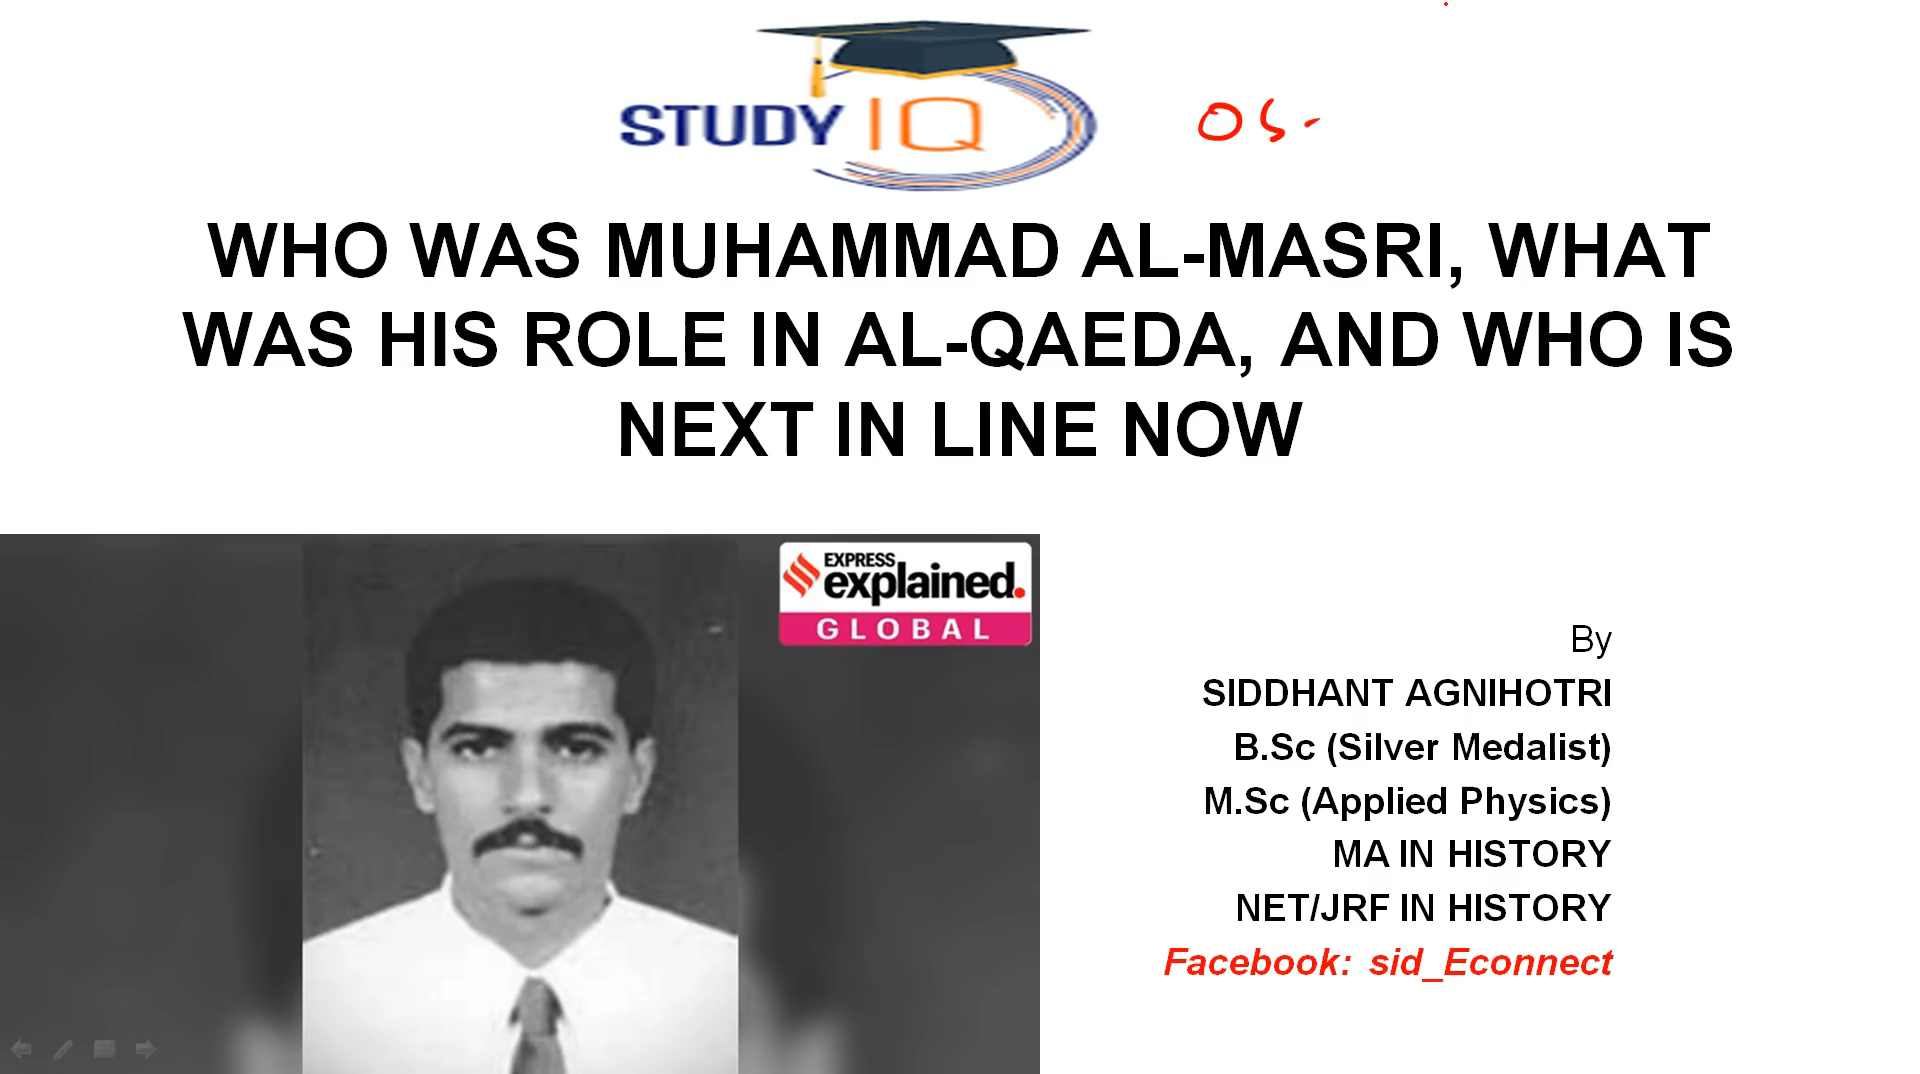 STUDY IQ
OS-
WHO WAS MUHAMMAD AL-MASRI, WHAT
WAS HIS ROLE IN AL-QAEDA, AND WHO IS
NEXT IN LINE NOW
EXPRESS
explained.
GLOBAL
By
SIDDHANT AGNIHOTRI
B.Sc (Silver Medalist)
M.Sc (Applied Physics)
MA IN HISTORY
NET/JRF IN HISTORY
Facebook: sid_Econnect